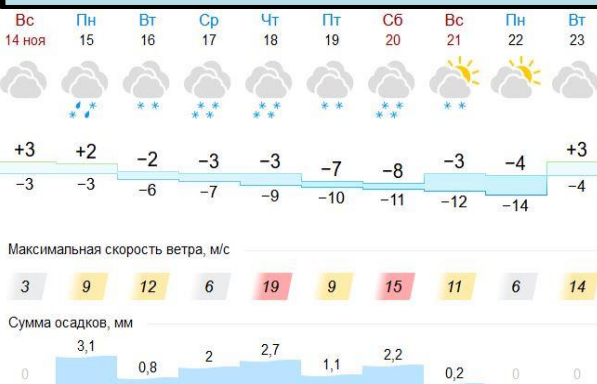 Вс Пн Вт Ср Чт Пт Сб Вс Пн Вт
14 ноя 15 16 17 18 19 20 21 22 23
+3 +2 −2 −3 −3 −7 −8 −3 −4 +3
−3 −3 −6 −7 −9 −10 −11 −12 −14 −4
Максимальная скорость ветра, м/с
3 9 12 6 19 9 15 11 6 14
Сумма осадков, мм
0 3,1 0,8 2 2,7 1,1 2,2 0,2 0 0